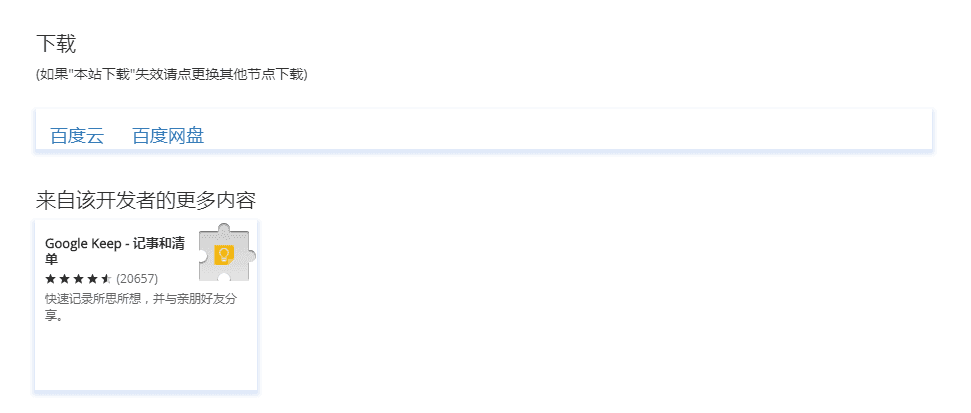 下载
(如果"本站下载"失效请点更换其他节点下载)
百度云 百度网盘
来自该开发者的更多内容
Google Keep - 记事和清
单
(20657)
快速记录所思所想，并与亲朋好友分
享。